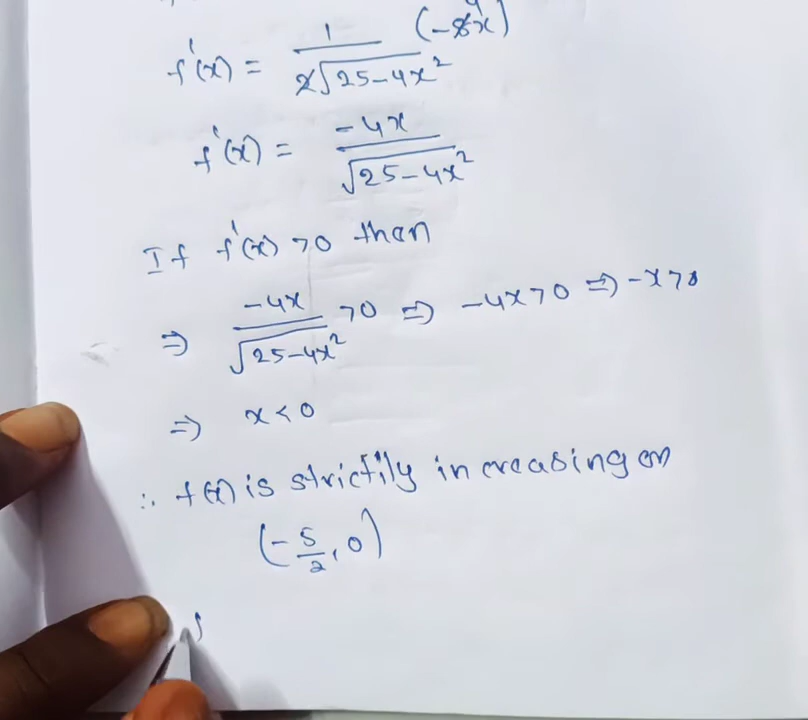 f'(x) = 1/(2√(25-4x²)) (-8x) 4
f'(x) = -4x/√(25-4x²)
If f'(x) >0 then
⇒ -4x/√(25-4x²) >0 ⇒ -4x>0 ⇒ -x>0
⇒ x<0
∴ f(x) is strictily increasing on
(-5/2, 0)